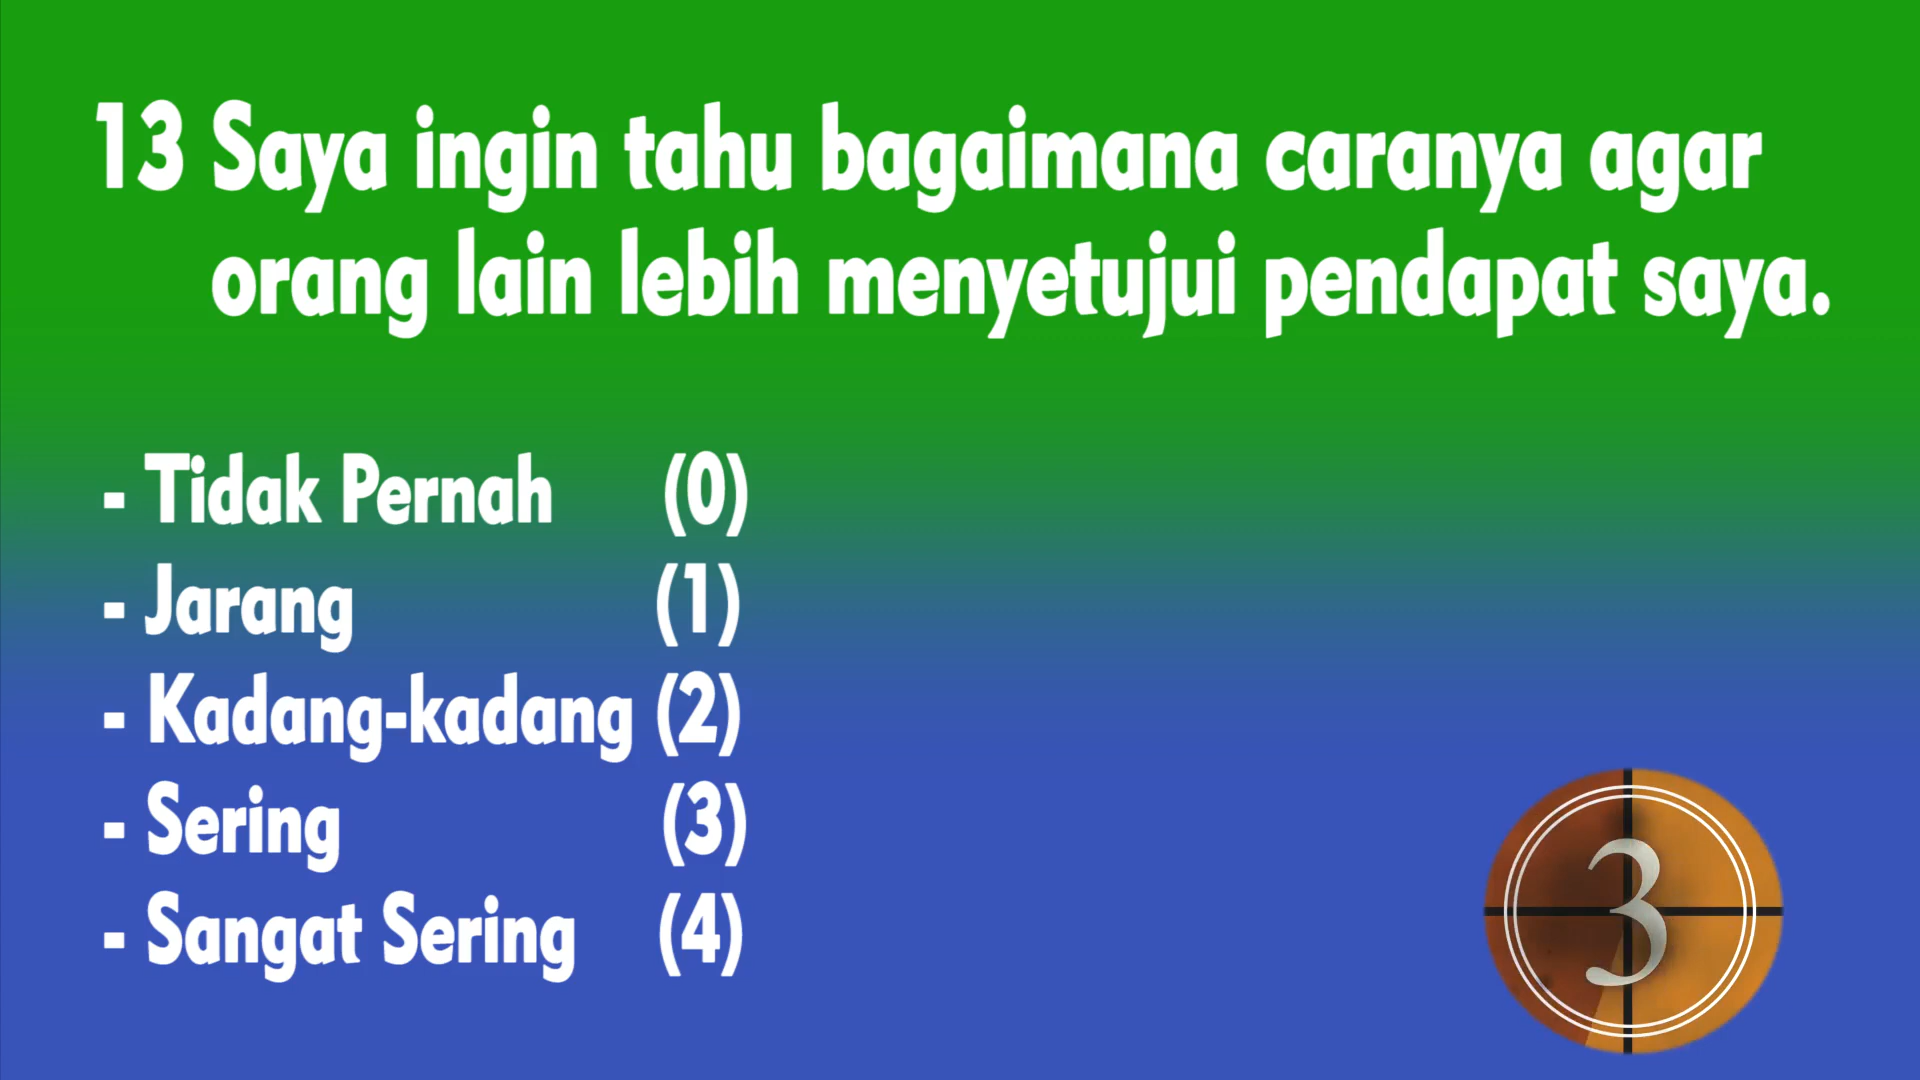 13 Saya ingin tahu bagaimana caranya agar
orang lain lebih menyetujui pendapat saya.
- Tidak Pernah (0)
- Jarang (1)
- Kadang-kadang (2)
- Sering (3)
- Sangat Sering (4)
3